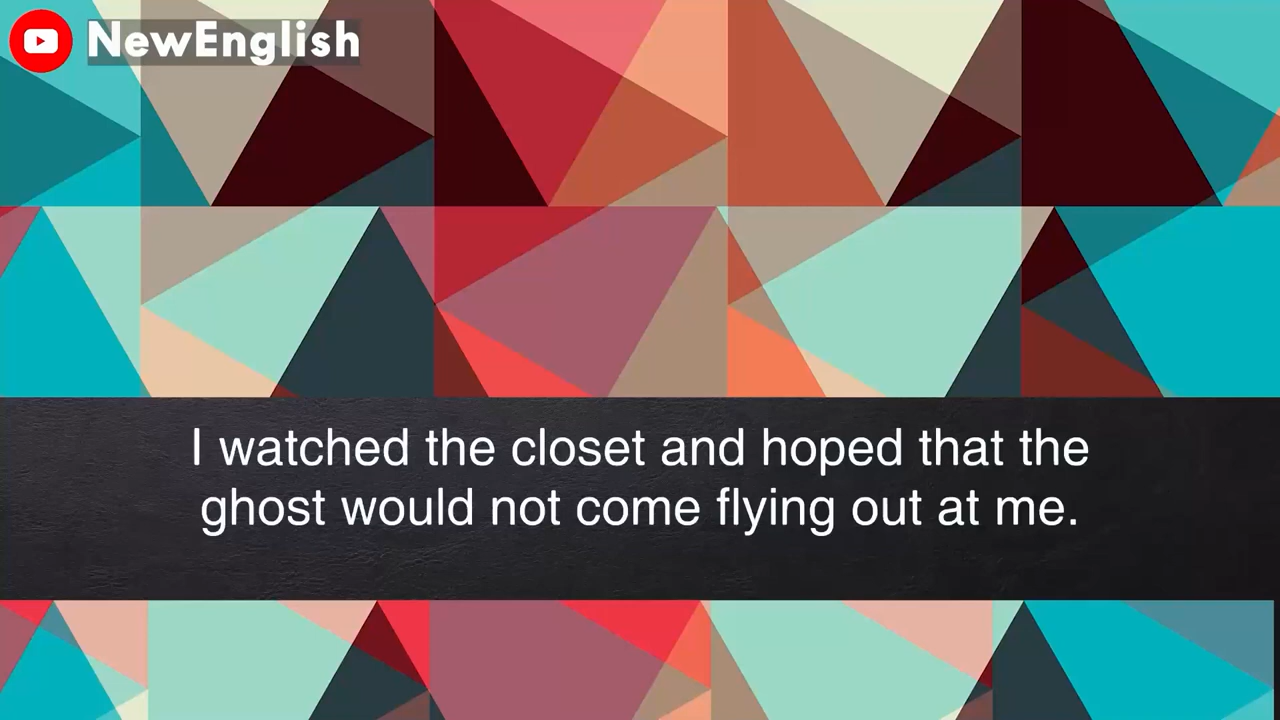 NewEnglish
I watched the closet and hoped that the
ghost would not come flying out at me.